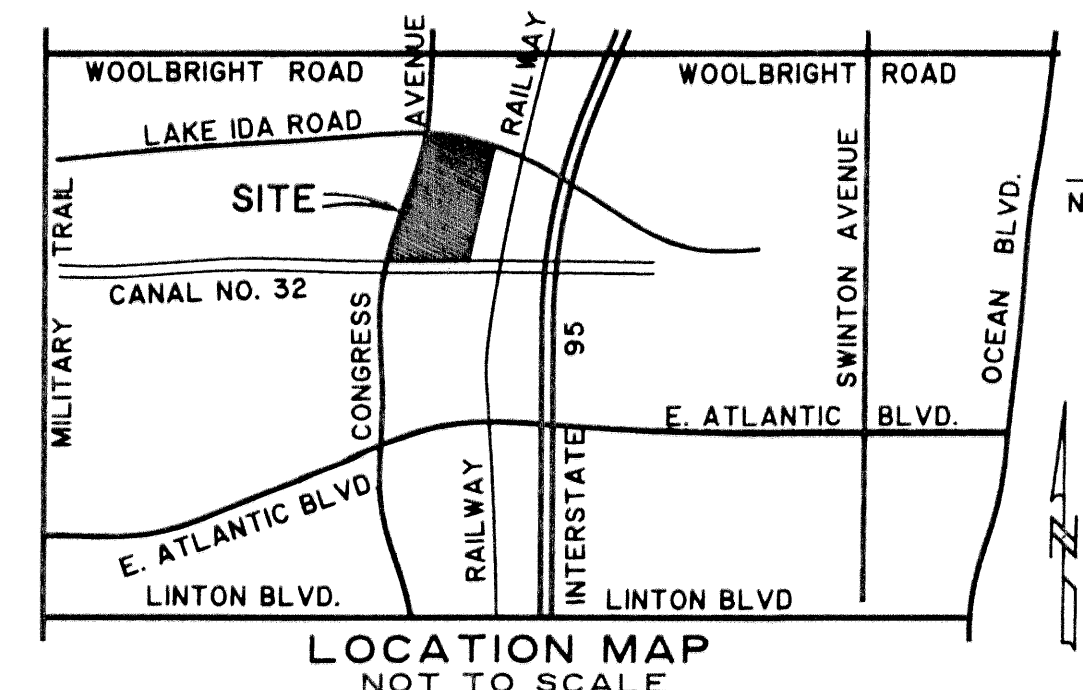 AVENUE
RAILWAY
WOOLBRIGHT ROAD
WOOLBRIGHT ROAD
LAKE IDA ROAD
SITE
MILITARY TRAIL
SWINTON AVENUE
OCEAN BLVD.
N
CANAL NO. 32
CONGRESS
95
E. ATLANTIC BLVD.
E. ATLANTIC BLVD.
RAILWAY
INTERSTATE
N
LINTON BLVD.
LINTON BLVD
LOCATION MAP
NOT TO SCALE